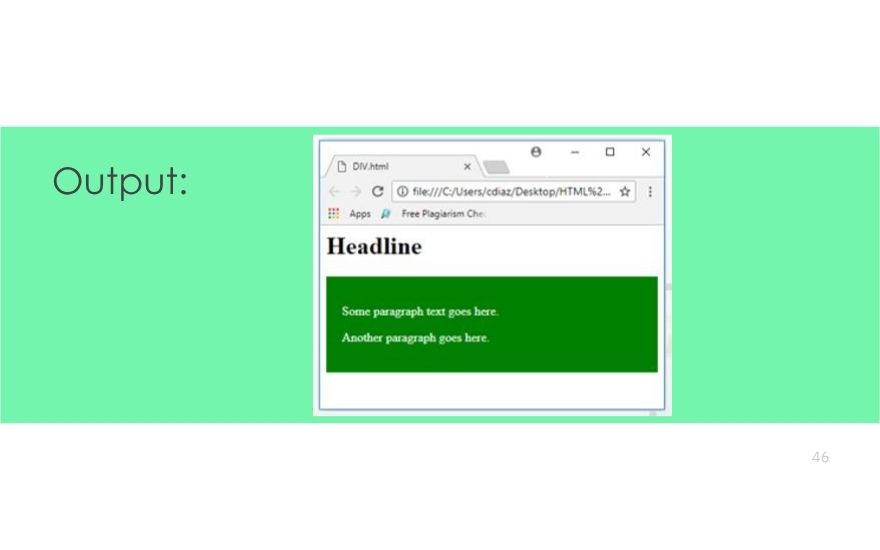 Output:
DIV.html
file:///C:/Users/cdiaz/Desktop/HTML%2...
Apps Free Plagiarism Che
Headline
Some paragraph text goes here.
Another paragraph goes here.
46